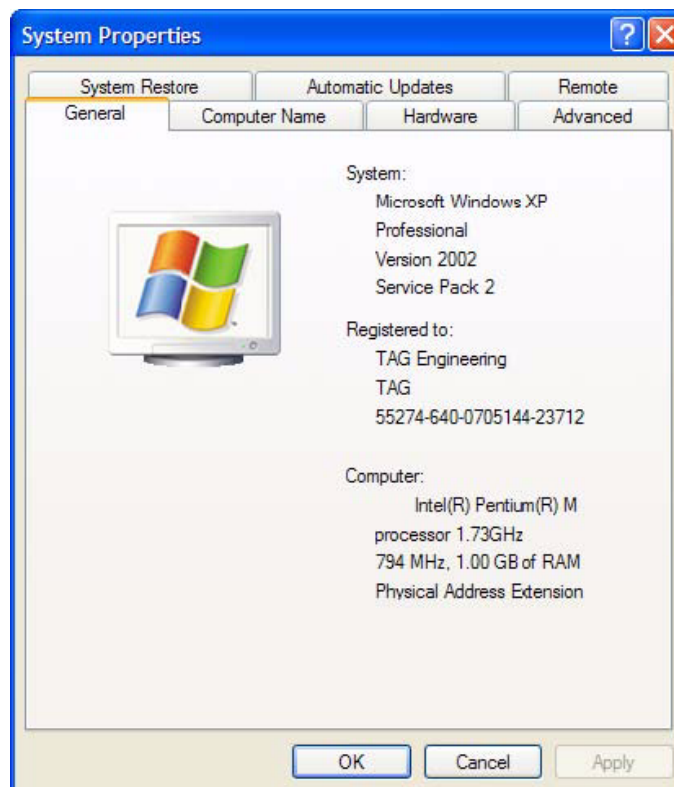 System Properties
System Restore
Automatic Updates
Remote
General
Computer Name
Hardware
Advanced
System:
Microsoft Windows XP
Professional
Version 2002
Service Pack 2
Registered to:
TAG Engineering
TAG
55274-640-0705144-23712
Computer:
Intel(R) Pentium(R) M
processor 1.73GHz
794 MHz, 1.00 GB of RAM
Physical Address Extension
OK
Cancel
Apply